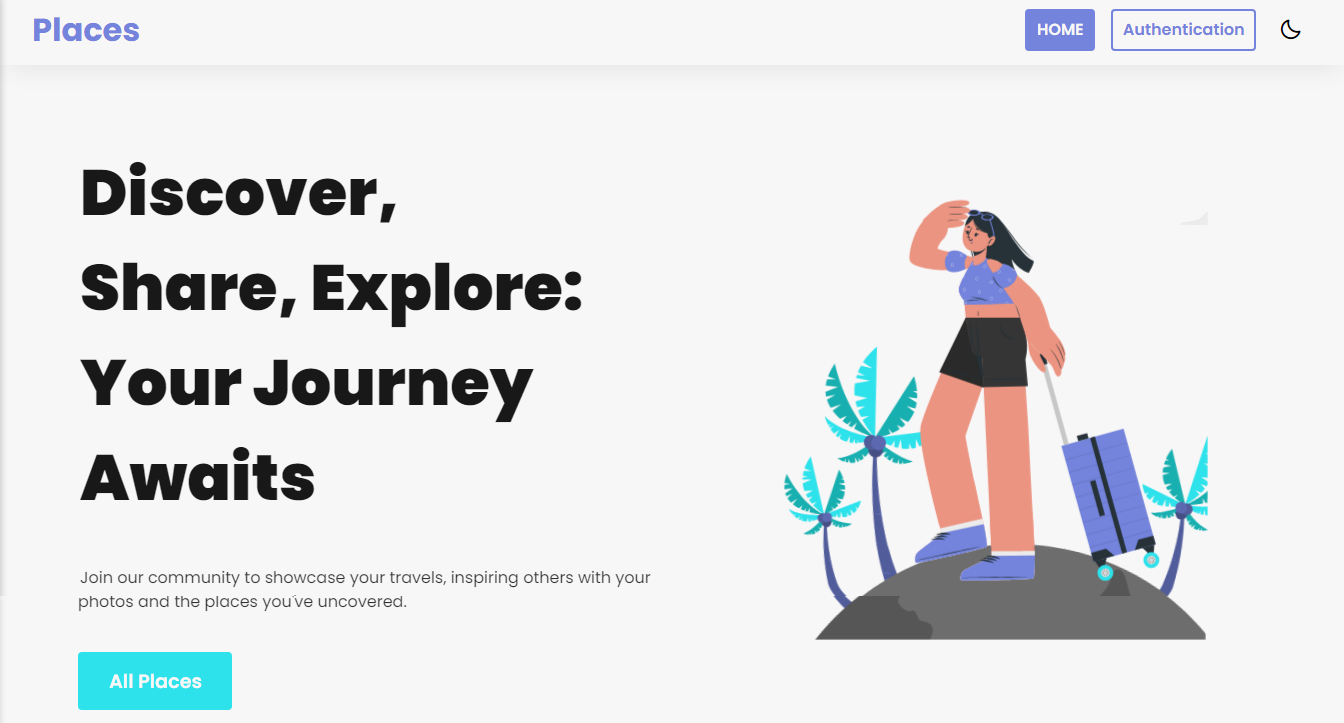 Places
HOME
Authentication
Discover,
Share, Explore:
Your Journey
Awaits
Join our community to showcase your travels, inspiring others with your
photos and the places you've uncovered.
All Places